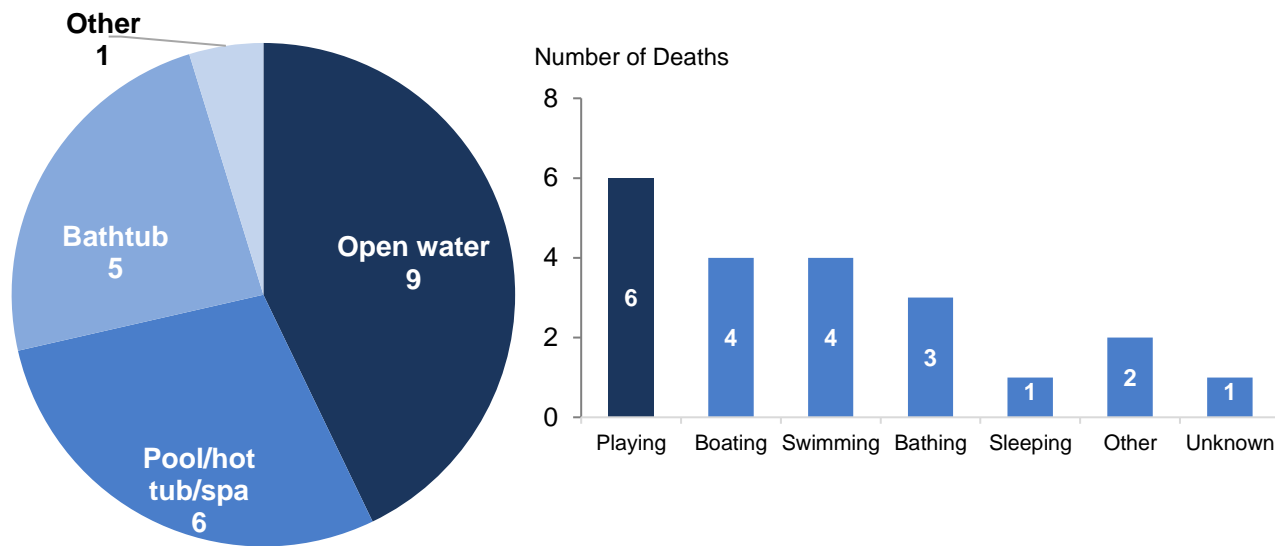 Other
1
Open water
9
Pool/hot
tub/spa
6
Bathtub
5
Number of Deaths
8
6
4
2
0
6
4
4
3
1
2
1
Playing
Boating
Swimming
Bathing
Sleeping
Other
Unknown